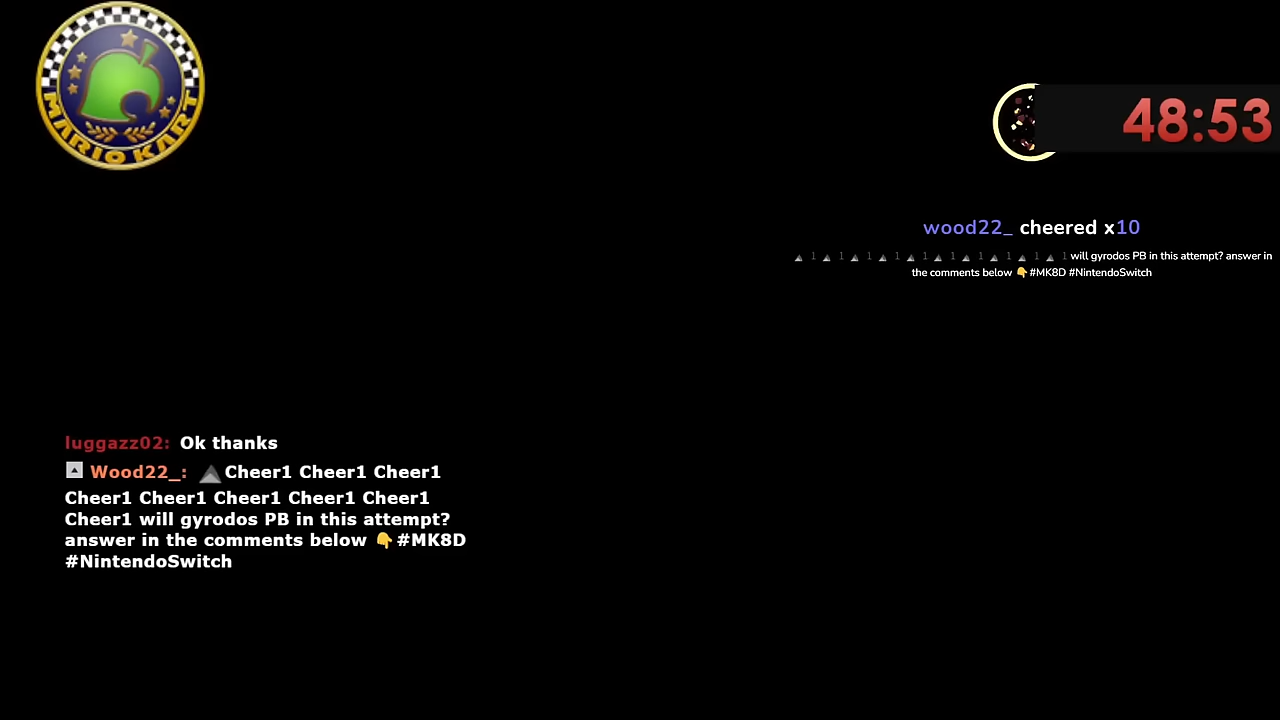 MARIO KART
48:53
wood22_ cheered x10
1 1 1 1 1 1 1 1 1 1 will gyrodos PB in this attempt? answer in
the comments below 👇#MK8D #NintendoSwitch
luggazz02: Ok thanks
Wood22_: Cheer1 Cheer1 Cheer1
Cheer1 Cheer1 Cheer1 Cheer1 Cheer1
Cheer1 will gyrodos PB in this attempt?
answer in the comments below 👇#MK8D
#NintendoSwitch